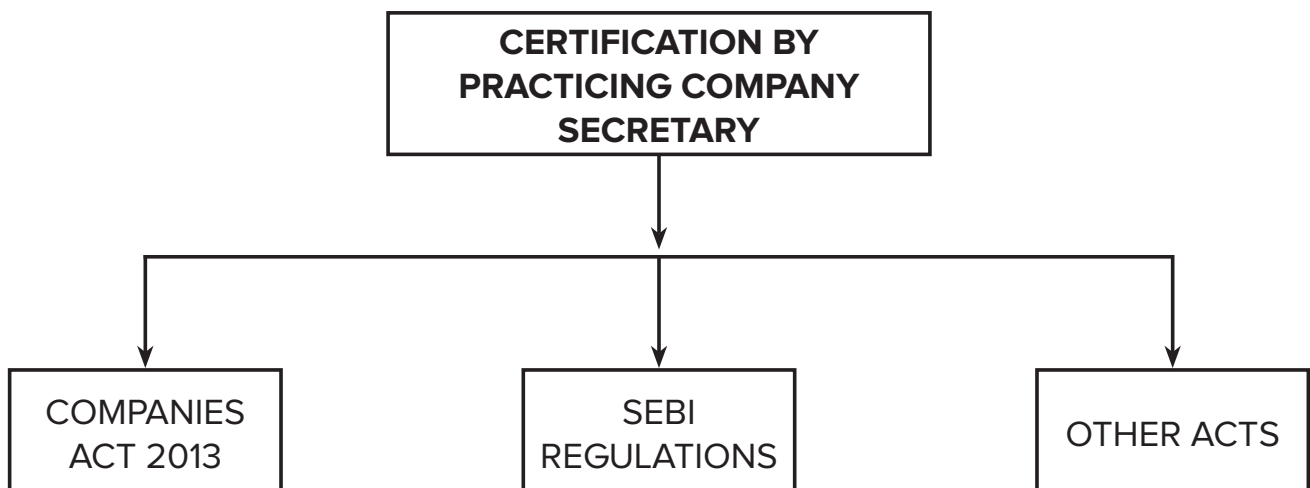 CERTIFICATION BY
PRACTICING COMPANY
SECRETARY
COMPANIES
ACT 2013
SEBI
REGULATIONS
OTHER ACTS